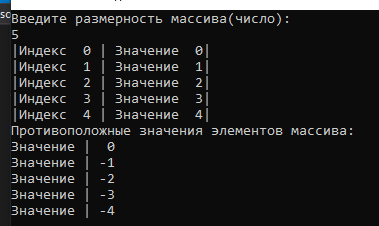 sc
Введите размерность массива(число):
5
|Индекс  0 | Значение  0|
|Индекс  1 | Значение  1|
|Индекс  2 | Значение  2|
|Индекс  3 | Значение  3|
|Индекс  4 | Значение  4|
Противоположные значения элементов массива:
Значение |  0
Значение | -1
Значение | -2
Значение | -3
Значение | -4